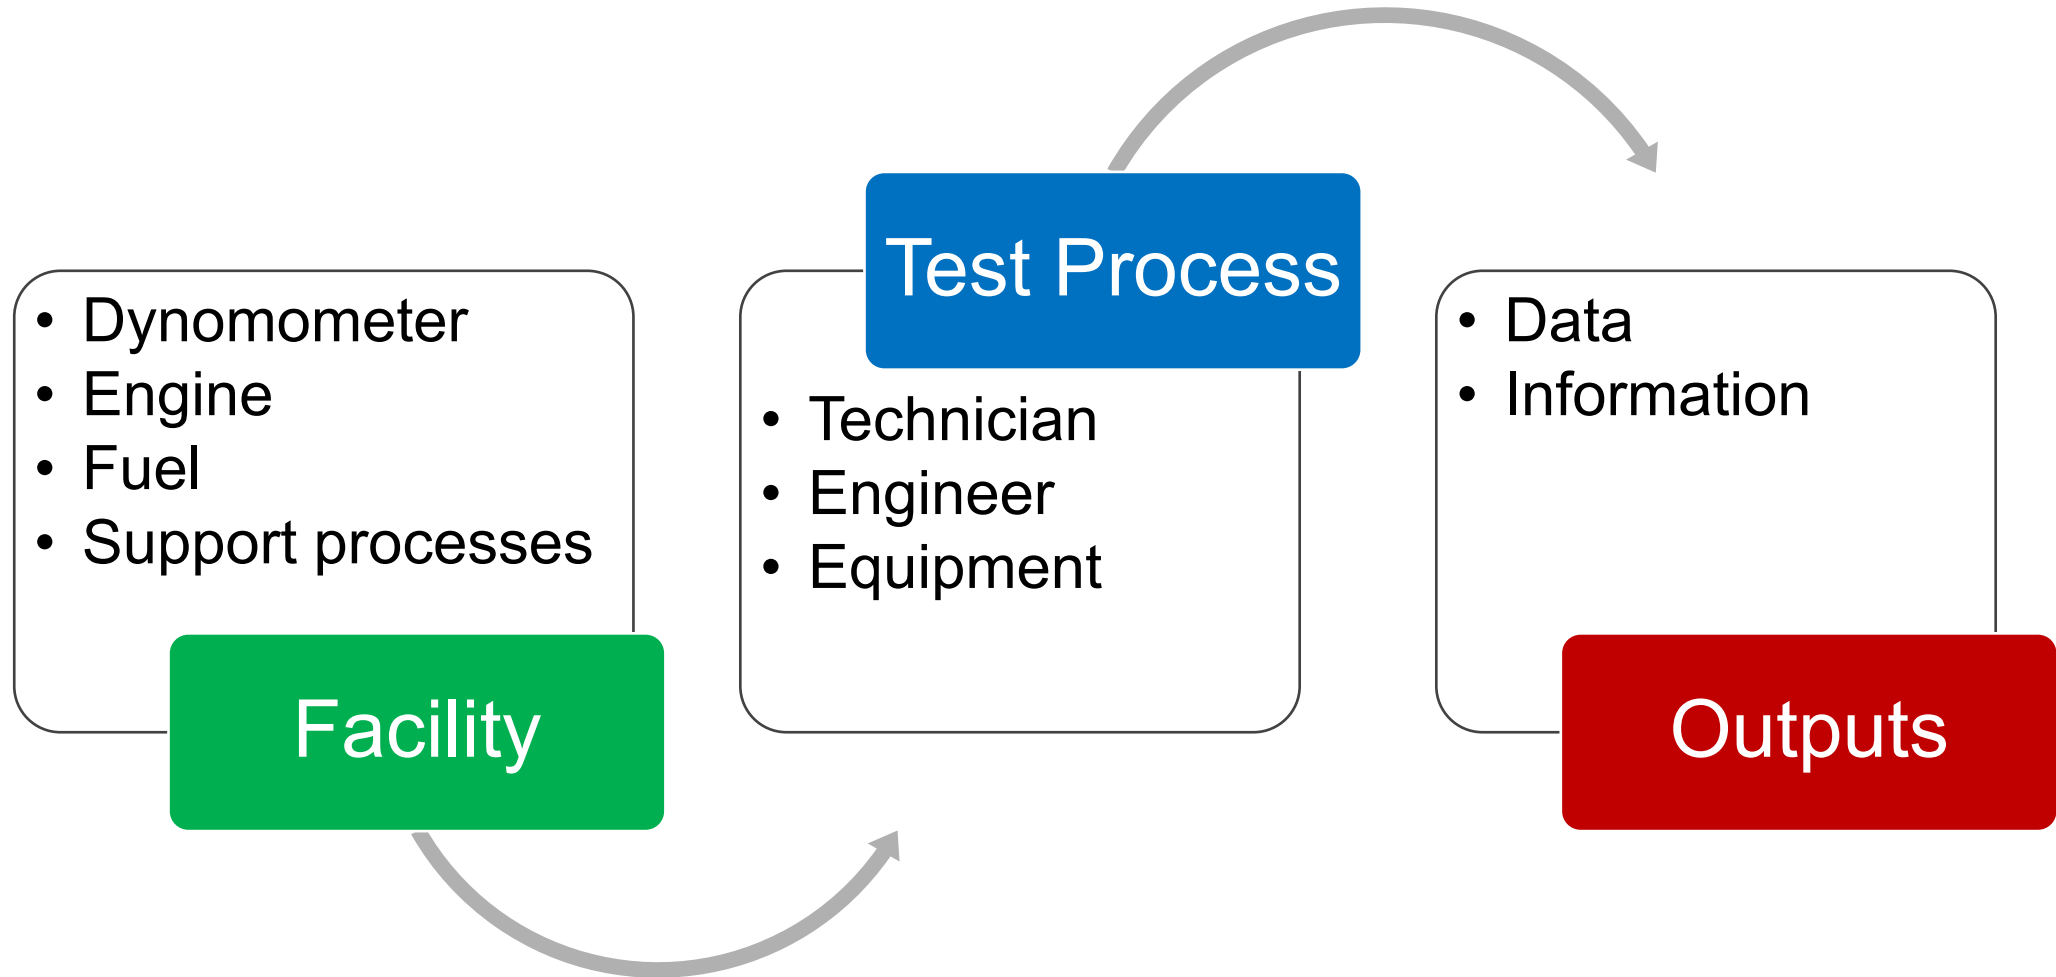 • Dynomometer
• Engine
• Fuel
• Support processes
Facility
Test Process
• Technician
• Engineer
• Equipment
• Data
• Information
Outputs